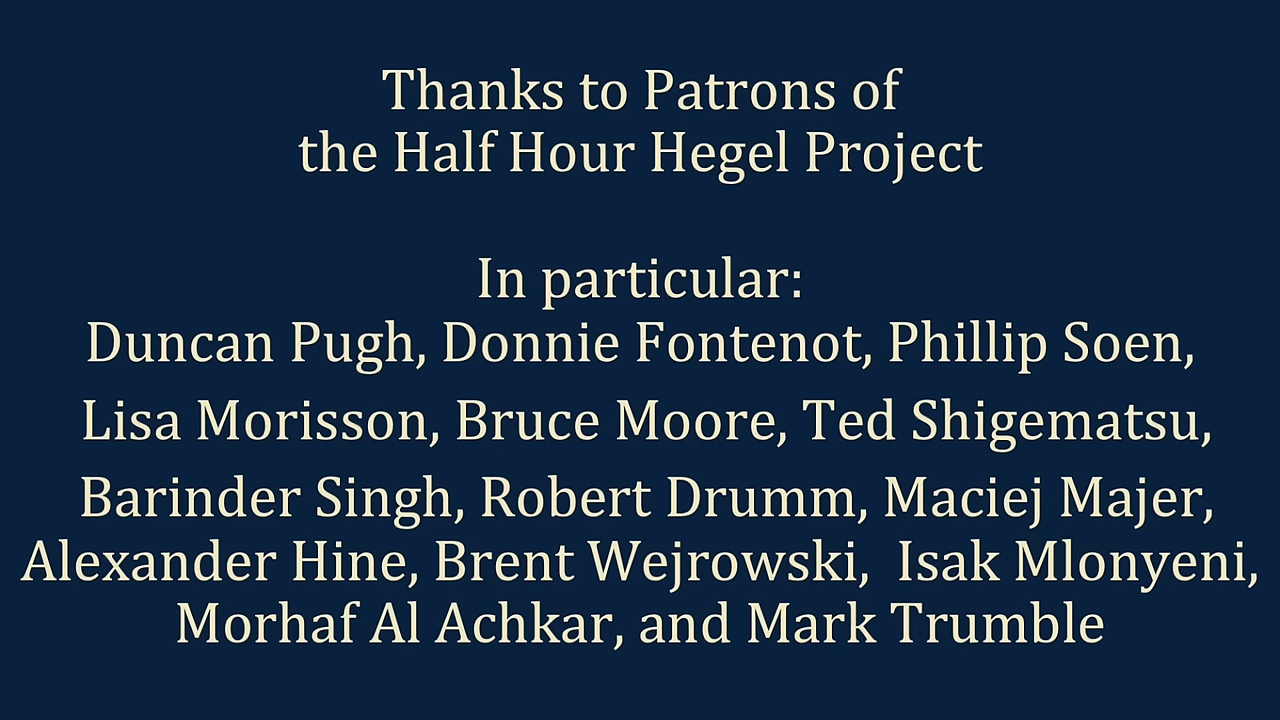 Thanks to Patrons of
the Half Hour Hegel Project
In particular:
Duncan Pugh, Donnie Fontenot, Phillip Soen,
Lisa Morisson, Bruce Moore, Ted Shigematsu,
Barinder Singh, Robert Drumm, Maciej Majer,
Alexander Hine, Brent Wejrowski,  Isak Mlonyeni,
Morhaf Al Achkar, and Mark Trumble